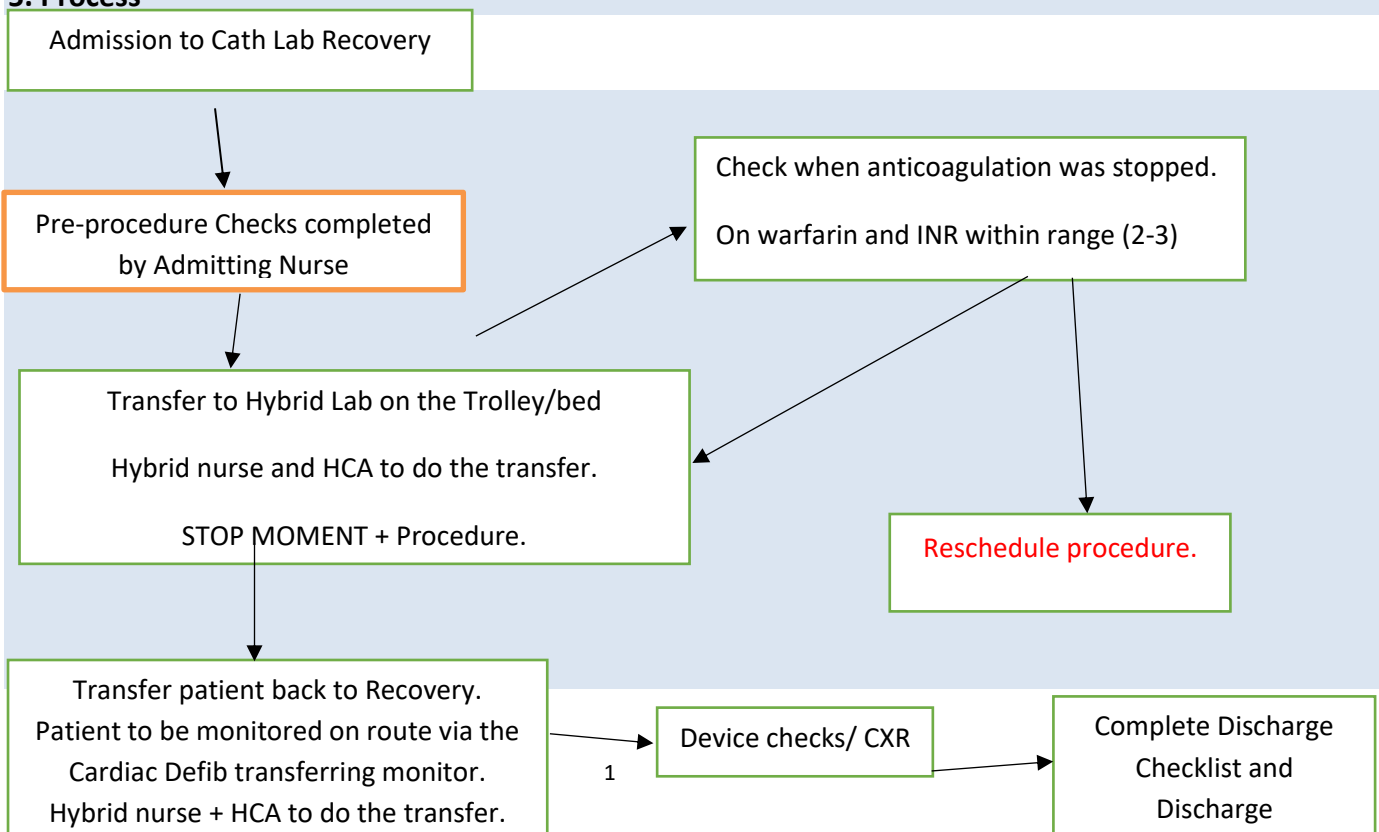 Admission to Cath Lab Recovery
Pre-procedure Checks completed
by Admitting Nurse
Check when anticoagulation was stopped.
On warfarin and INR within range (2-3)
Transfer to Hybrid Lab on the Trolley/bed
Hybrid nurse and HCA to do the transfer.
STOP MOMENT + Procedure.
Reschedule procedure.
Transfer patient back to Recovery.
Patient to be monitored on route via the
Cardiac Defib transferring monitor.
Hybrid nurse + HCA to do the transfer.
Device checks/ CXR
1
Complete Discharge
Checklist and
Discharge